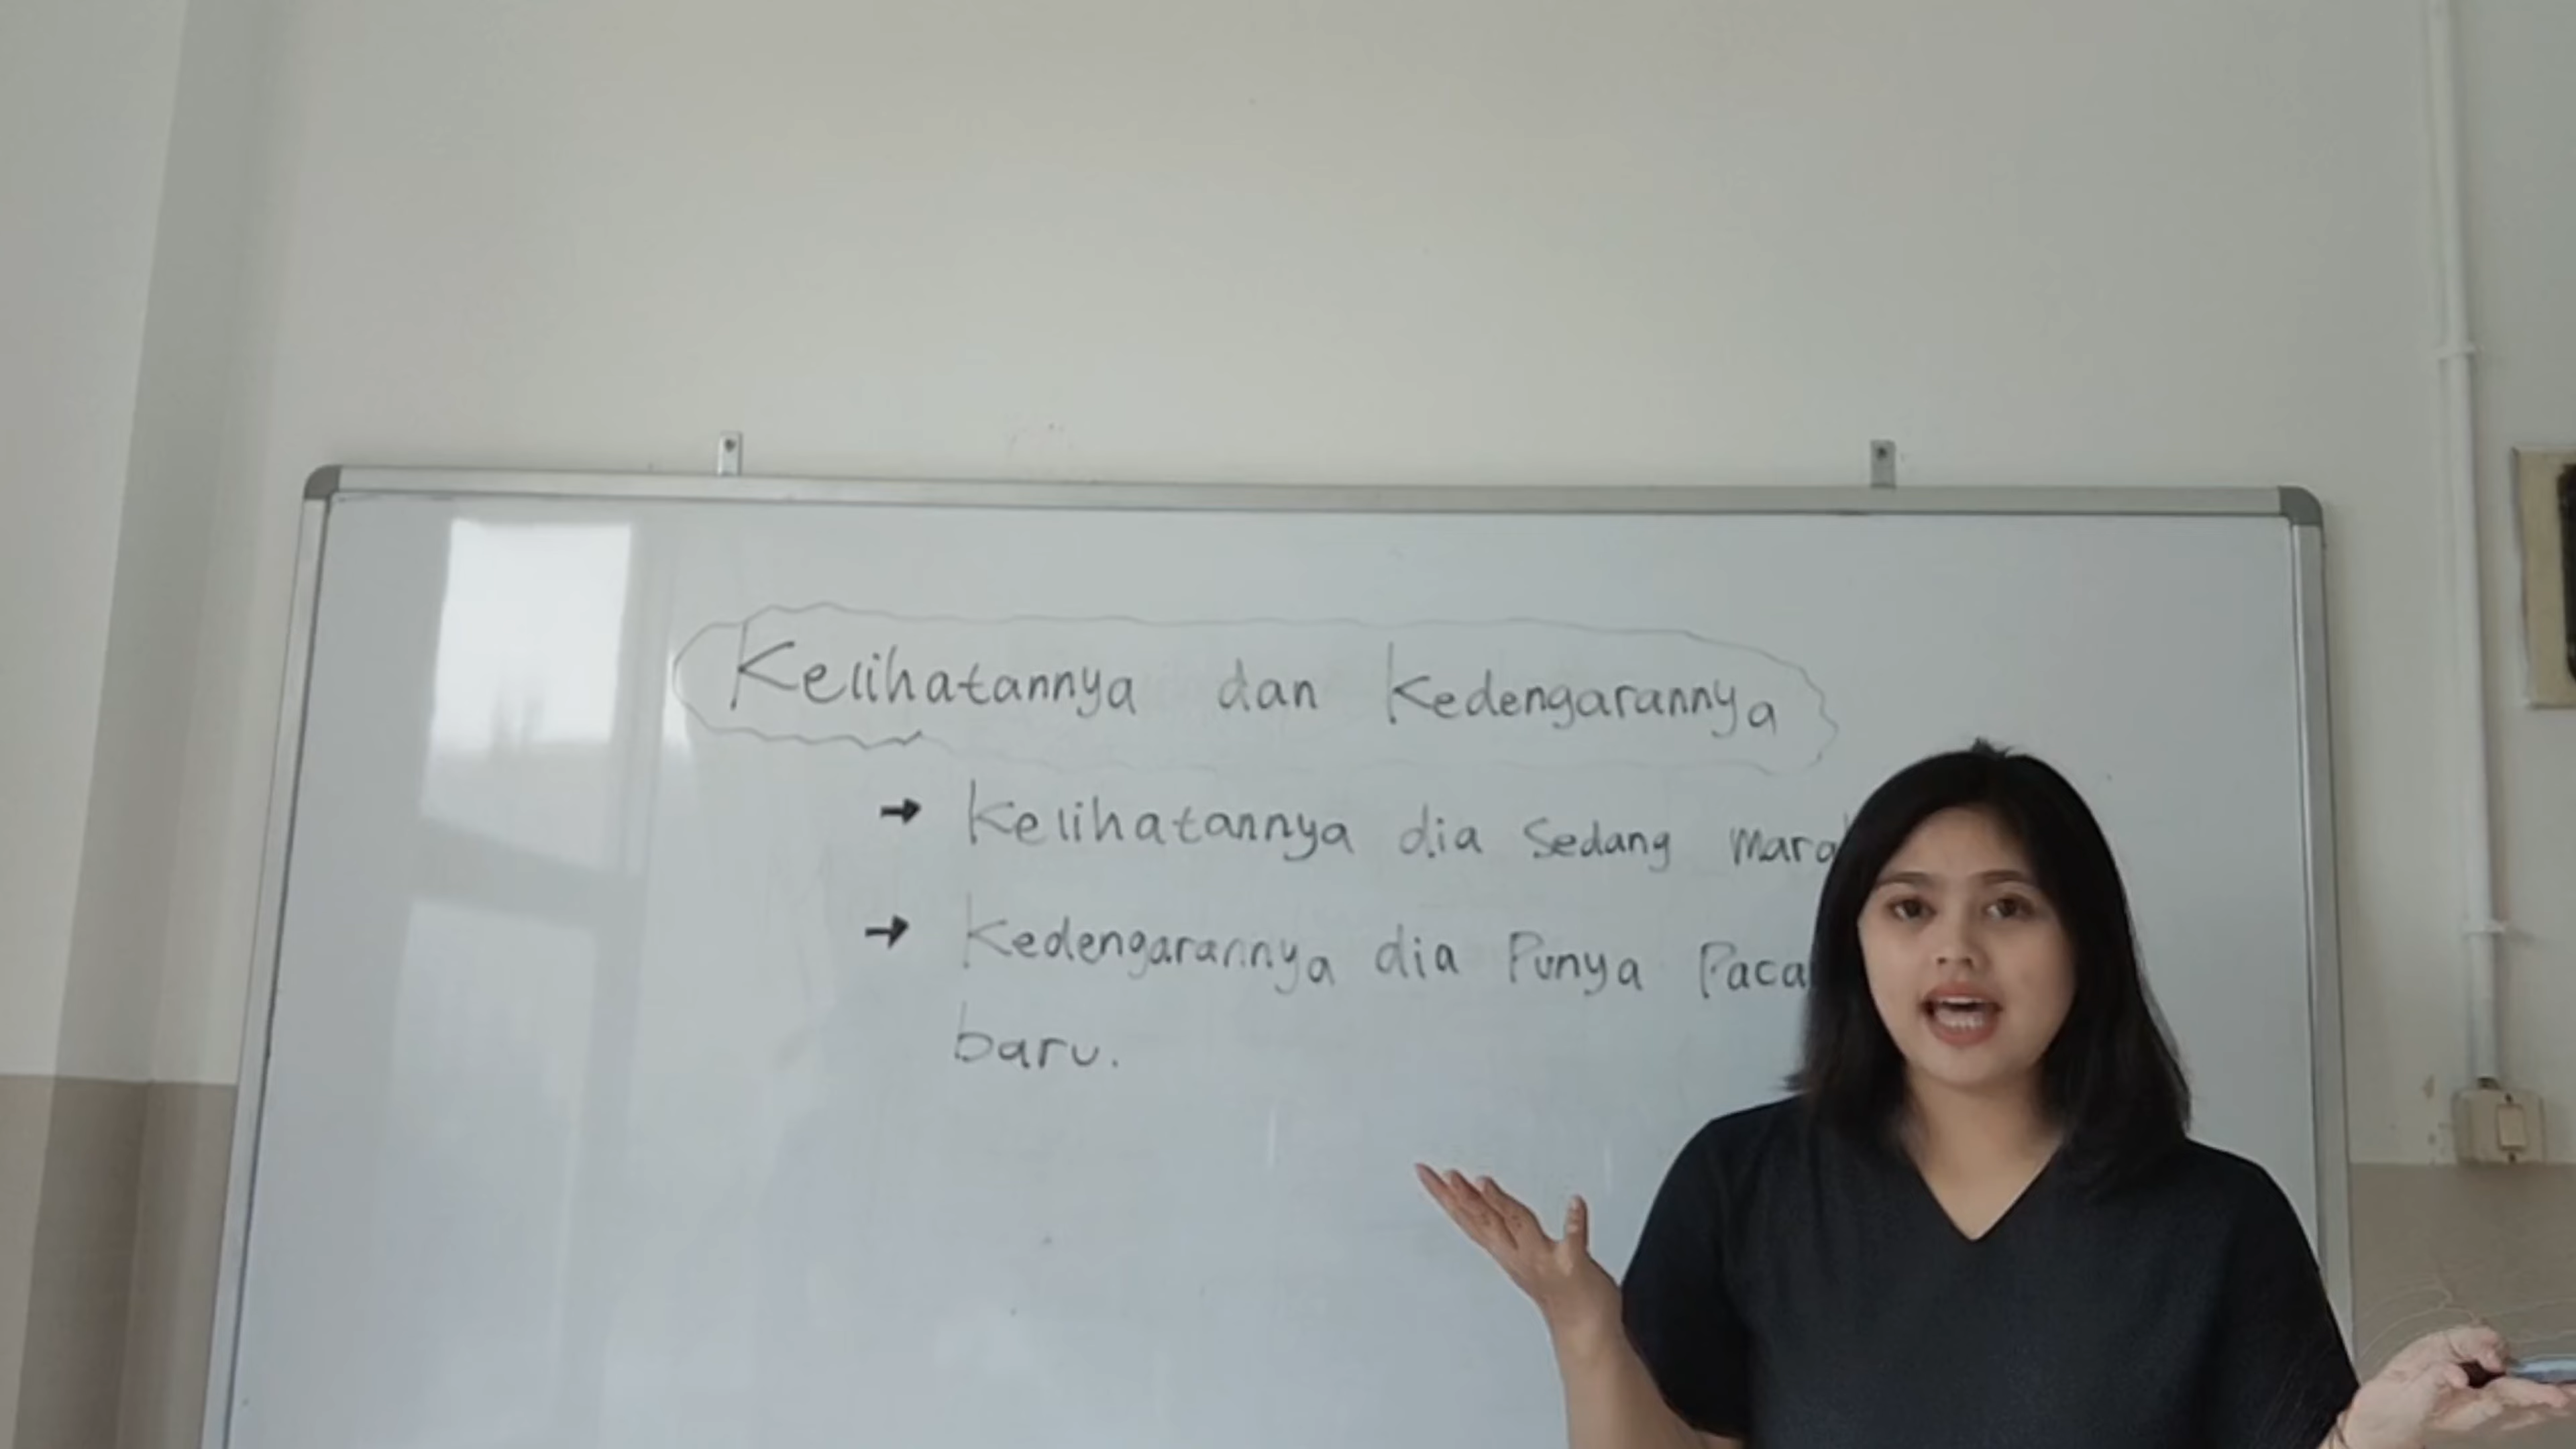 Kelihatannya dan Kedengarannya
→ Kelihatannya dia sedang
→ Kedengarannya dia Punya
baru.